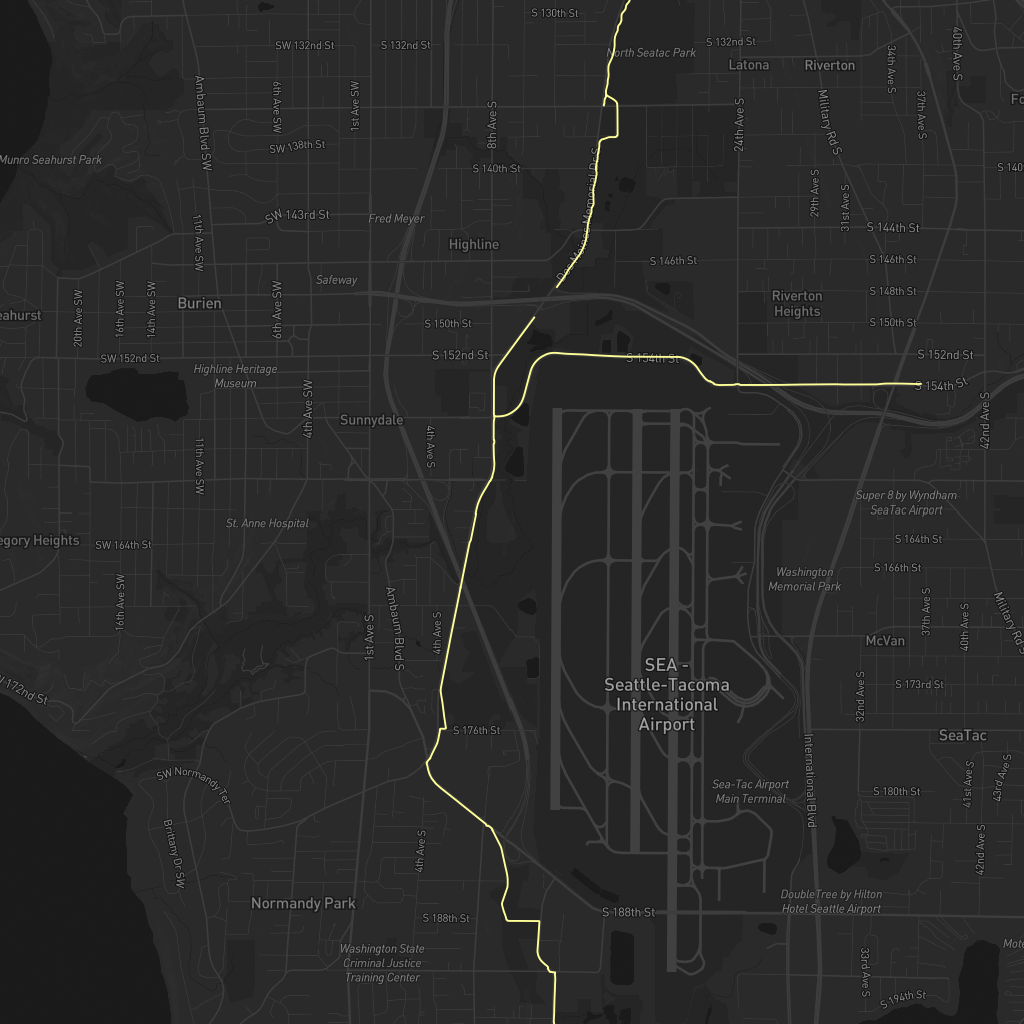 S 130th St
SW 132nd St
S 132nd St
North Seatac Park
S 132nd St
40th Ave S
34th Ave S
Latona
Riverton
Ambaum Blvd SW
6th Ave SW
1st Ave SW
8th Ave S
24th Ave S
Military Rd S
37th Ave S
Fo
SW 138th St
Munro Seahurst Park
S 140th St
S 140
Des Moines Memorial Dr S
29th Ave S
31st Ave S
SW 143rd St
Fred Meyer
11th Ave SW
S 144th St
Highline
S 146th St
S 146th St
Safeway
Burien
20th Ave SW
16th Ave SW
14th Ave SW
6th Ave SW
S 148th St
Riverton
Heights
eahurst
S 150th St
S 150th St
SW 152nd St
S 152nd St
S 154th St
S 152nd St
Highline Heritage
Museum
S 154th St
4th Ave SW
Sunnydale
4th Ave S
42nd Ave S
11th Ave SW
Super 8 by Wyndham
SeaTac Airport
St. Anne Hospital
egory Heights
SW 164th St
S 164th St
S 166th St
Washington
Memorial Park
16th Ave SW
Ambaum Blvd S
1st Ave S
4th Ave S
37th Ave S
40th Ave S
Military Rd S
McVan
SEA -
Seattle-Tacoma
International
Airport
W 172nd St
S 173rd St
32nd Ave S
S 176th St
SeaTac
International Blvd
SW Normandy Ter
Sea-Tac Airport
Main Terminal
S 180th St
41st Ave S
43rd Ave S
Brittany Dr SW
4th Ave S
42nd Ave S
Normandy Park
DoubleTree by Hilton
Hotel Seattle Airport
S 188th St
S 188th St
Washington State
Criminal Justice
Training Center
33rd Ave S
Mote
S 194th St